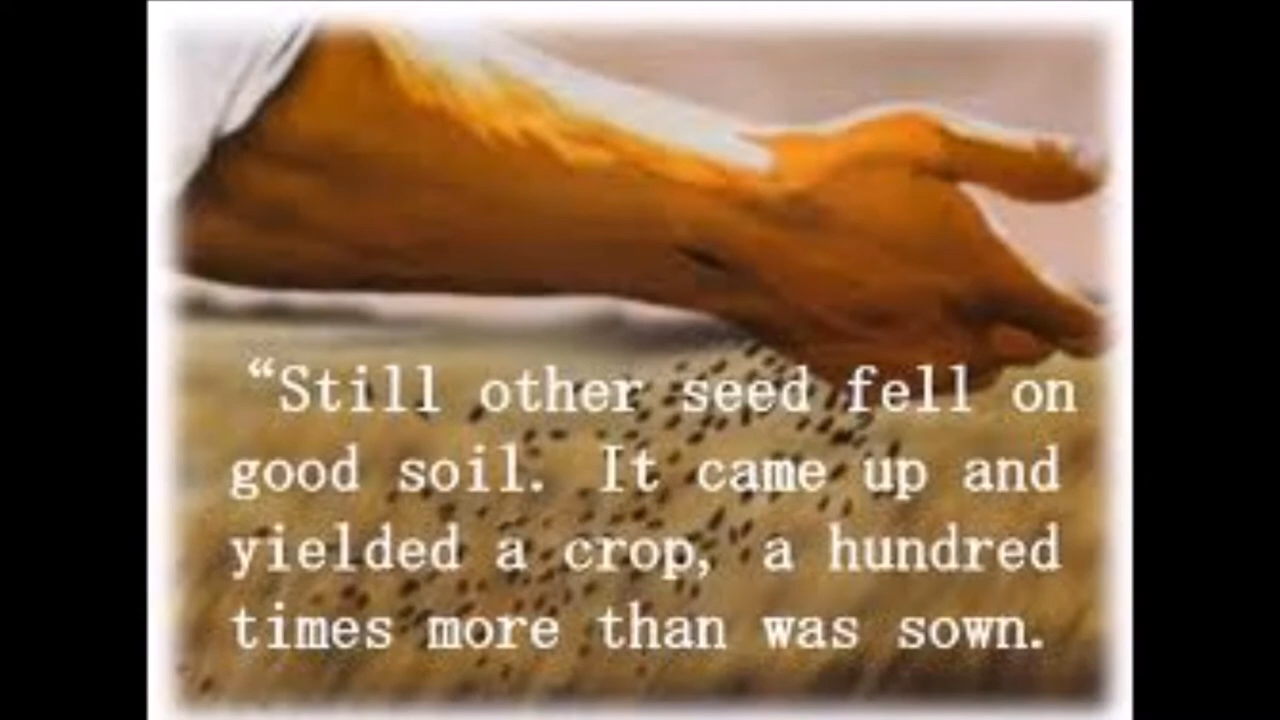 “Still other seed fell on
good soil. It came up and
yielded a crop, a hundred
times more than was sown.